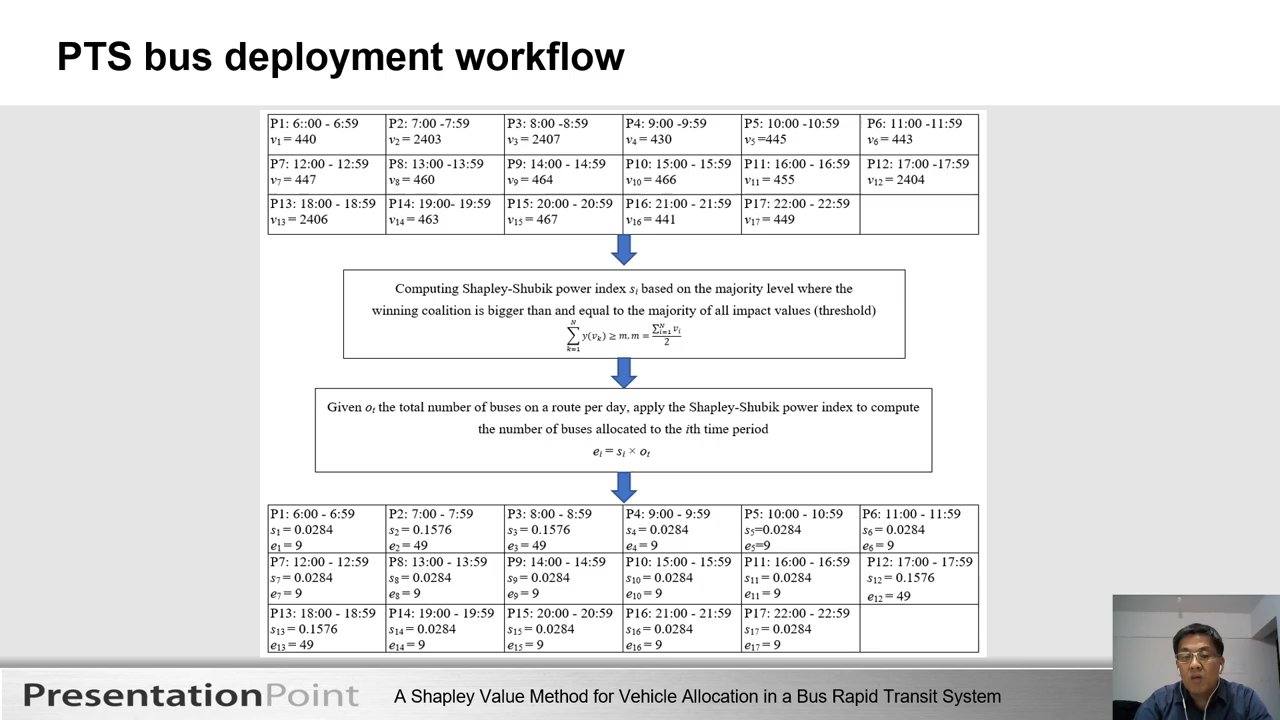 PTS bus deployment workflow
P1: 6::00 - 6:59 P2: 7:00 -7:59 P3: 8:00 -8:59 P4: 9:00 -9:59 P5: 10:00 -10:59 P6: 11:00 -11:59
v1 = 440 v2 = 2403 v3 = 2407 v4 = 430 v5 =445 v6 = 443
P7: 12:00 - 12:59 P8: 13:00 -13:59 P9: 14:00 - 14:59 P10: 15:00 - 15:59 P11: 16:00 - 16:59 P12: 17:00 -17:59
v7 = 447 v8 = 460 v9 = 464 v10 = 466 v11 = 455 v12 = 2404
P13: 18:00 - 18:59 P14: 19:00- 19:59 P15: 20:00 - 20:59 P16: 21:00 - 21:59 P17: 22:00 - 22:59
v13 = 2406 v14 = 463 v15 = 467 v16 = 441 v17 = 449
Computing Shapley-Shubik power index si based on the majority level where the
winning coalition is bigger than and equal to the majority of all impact values (threshold)
∑_{k=1}^{N} y(vk) ≥ m, m = ∑_{i=1}^{N} vi / 2
Given ot the total number of buses on a route per day, apply the Shapley-Shubik power index to compute
the number of buses allocated to the ith time period
ei = si × ot
P1: 6:00 - 6:59 P2: 7:00 - 7:59 P3: 8:00 - 8:59 P4: 9:00 - 9:59 P5: 10:00 - 10:59 P6: 11:00 - 11:59
s1 = 0.0284 s2 = 0.1576 s3 = 0.1576 s4 = 0.0284 s5=0.0284 s6 = 0.0284
e1 = 9 e2 = 49 e3 = 49 e4 = 9 e5=9 e6 = 9
P7: 12:00 - 12:59 P8: 13:00 - 13:59 P9: 14:00 - 14:59 P10: 15:00 - 15:59 P11: 16:00 - 16:59 P12: 17:00 - 17:59
s7 = 0.0284 s8 = 0.0284 s9 = 0.0284 s10 = 0.0284 s11 = 0.0284 s12 = 0.1576
e7 = 9 e8 = 9 e9 = 9 e10 = 9 e11 = 9 e12 = 49
P13: 18:00 - 18:59 P14: 19:00 - 19:59 P15: 20:00 - 20:59 P16: 21:00 - 21:59 P17: 22:00 - 22:59
s13 = 0.1576 s14 = 0.0284 s15 = 0.0284 s16 = 0.0284 s17 = 0.0284
e13 = 49 e14 = 9 e15 = 9 e16 = 9 e17 = 9
PresentationPoint A Shapley Value Method for Vehicle Allocation in a Bus Rapid Transit System